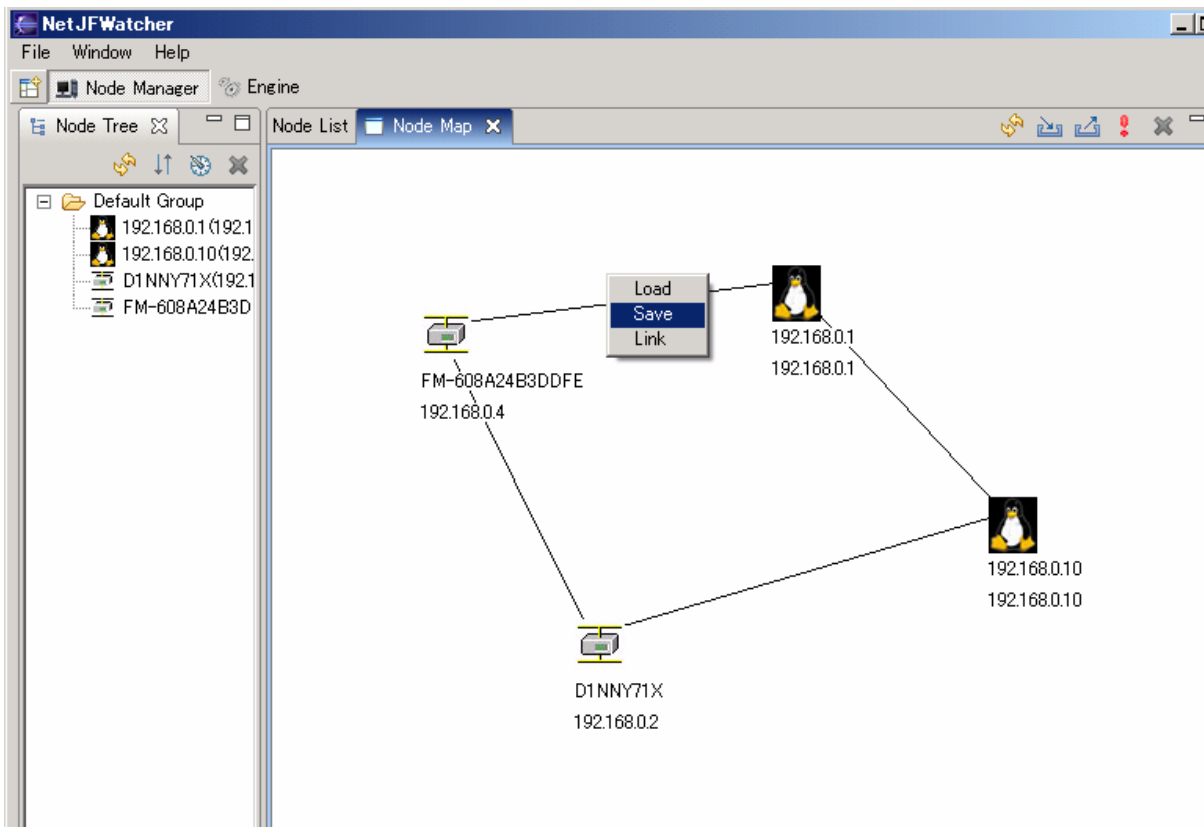 NetJFWatcher
File Window Help
Node Manager Engine
Node Tree Node List Node Map
Default Group
192.168.0.1(192.1
192.168.0.10(192.
D1NNY71X(192.1
FM-608A24B3D
Load
Save
Link
192.168.0.1
192.168.0.1
FM-608A24B3DDFE
192.168.0.4
192.168.0.10
192.168.0.10
D1NNY71X
192.168.0.2